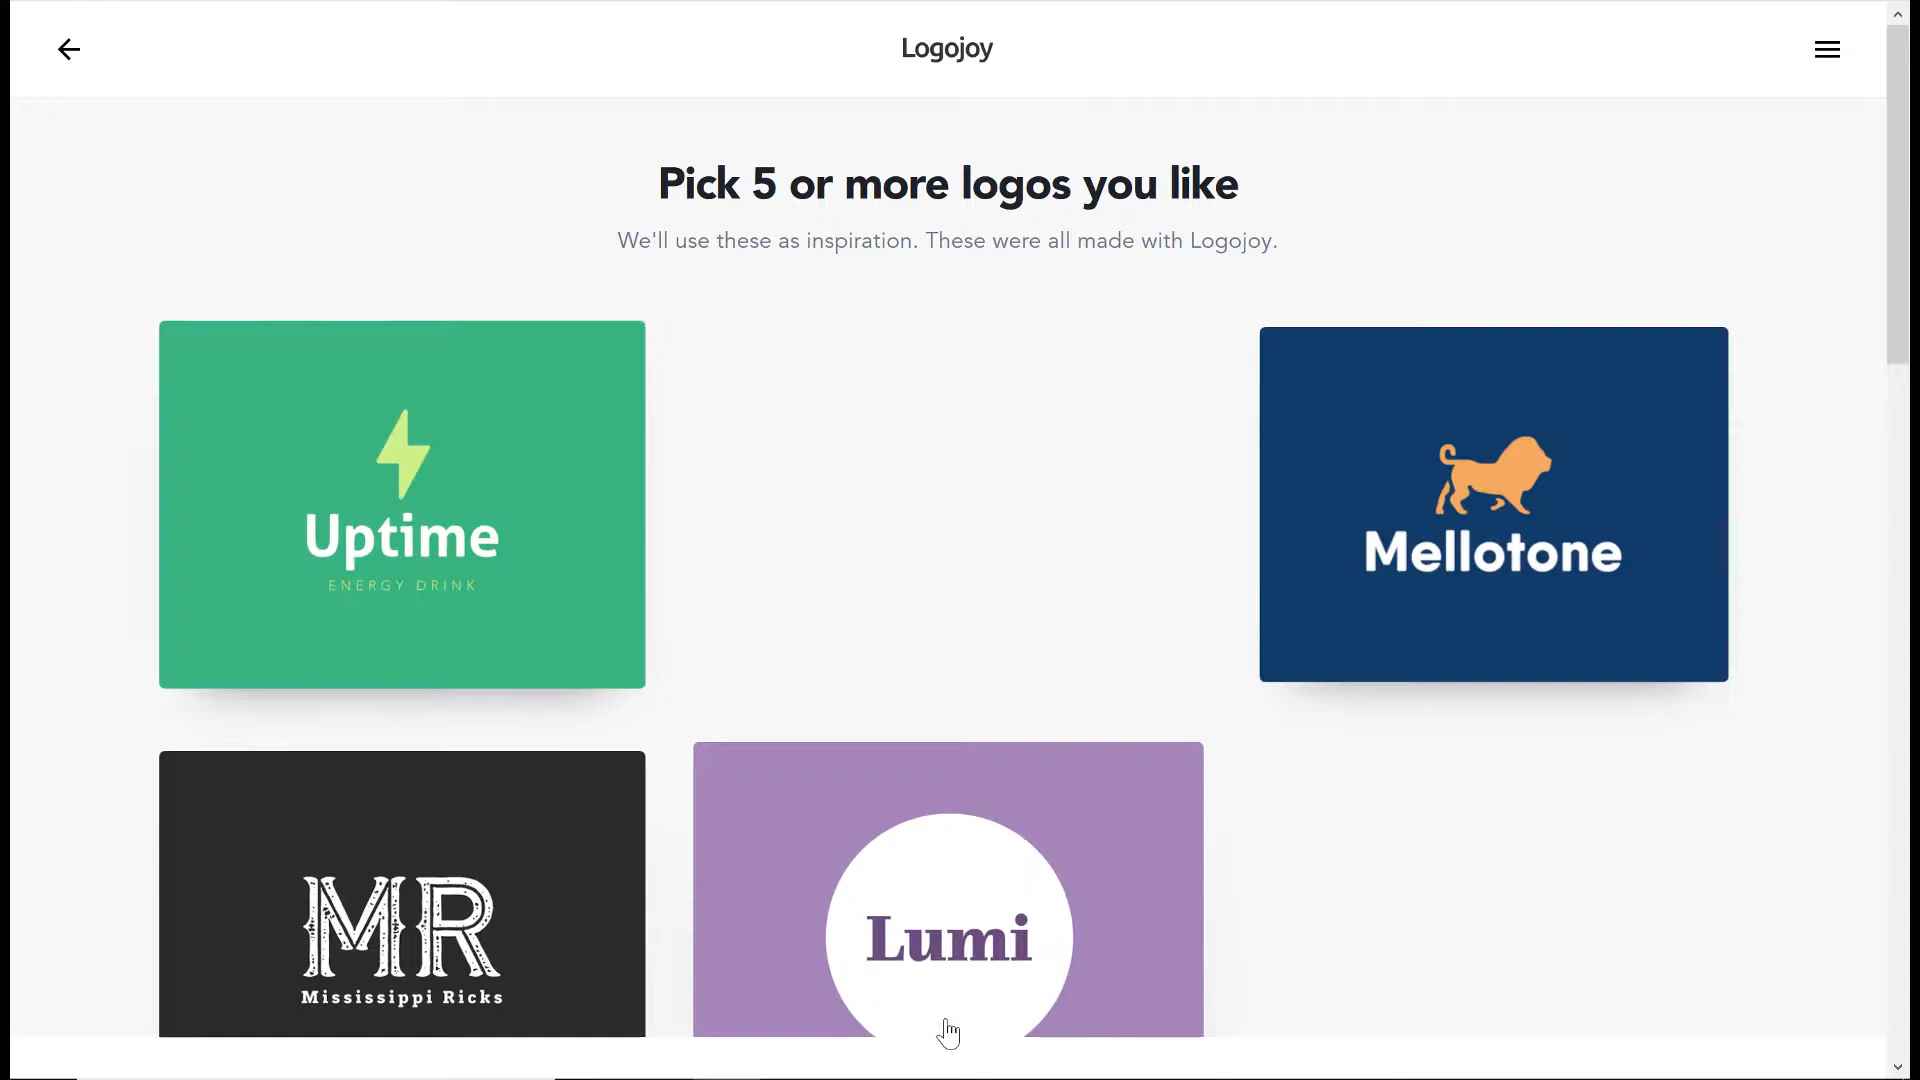 Logojoy
Pick 5 or more logos you like
We'll use these as inspiration. These were all made with Logojoy.
Uptime
ENERGY DRINK
Mellotone
MR
Mississippi Ricks
Lumi